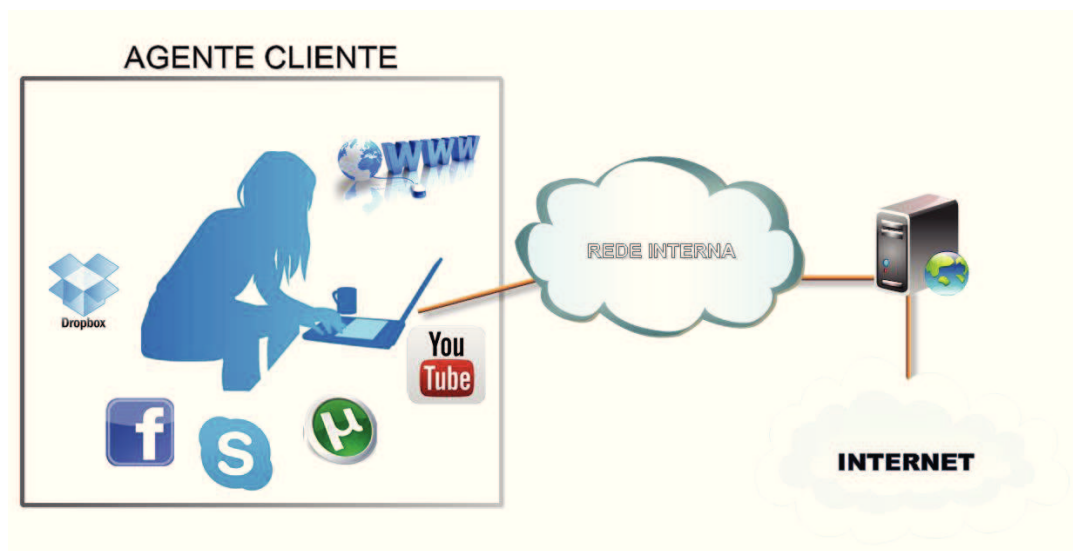 AGENTE CLIENTE
WWW
REDE INTERNA
Dropbox
You
Tube
f
S
µ
INTERNET